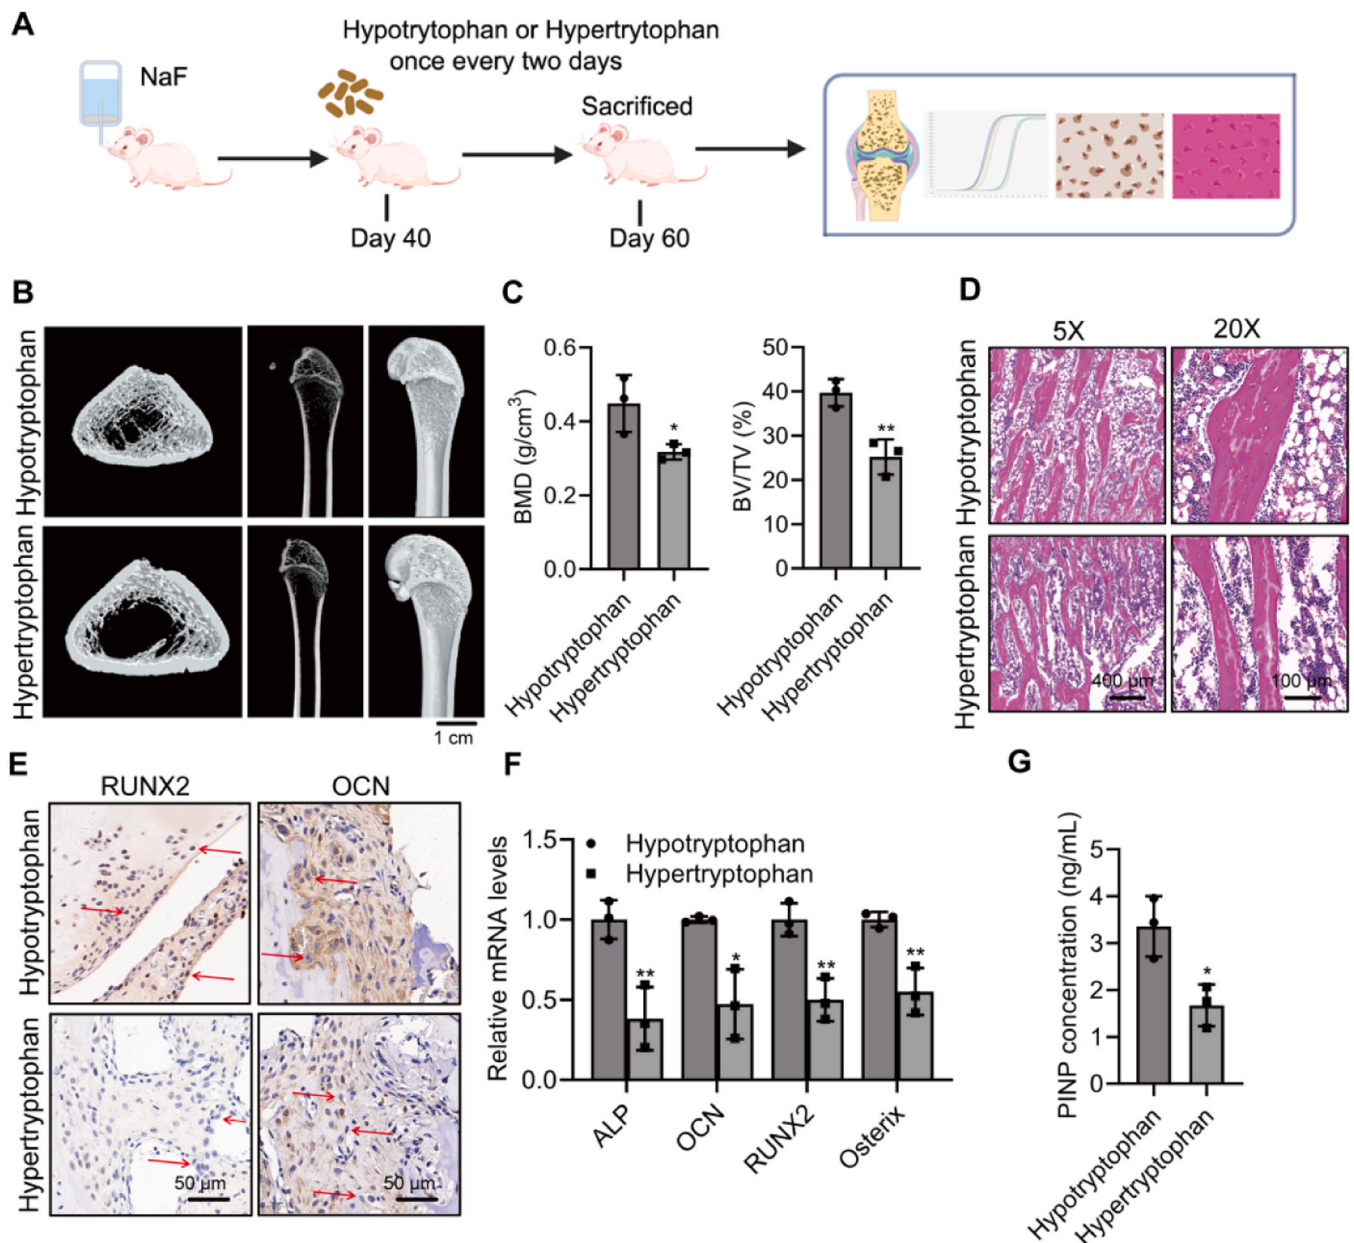 A
Hypotrytophan or Hypertrytophan
once every two days
NaF
Sacrificed
Day 40
Day 60
B
Hypotryptophan
Hypertryptophan
1 cm
C
BMD (g/cm³)
0.6
0.4
0.2
0.0
*
Hypotryptophan
Hypertryptophan
BV/TV (%)
50
40
30
20
10
0
**
Hypotryptophan
Hypertryptophan
D
5X
20X
Hypotryptophan
Hypertryptophan
400 μm
100 μm
E
RUNX2
OCN
Hypotryptophan
Hypertryptophan
50 μm
50 μm
F
Relative mRNA levels
1.5
1.0
0.5
0.0
Hypotryptophan
Hypertryptophan
**
*
**
**
ALP
OCN
RUNX2
Osterix
G
PINP concentration (ng/mL)
5
4
3
2
1
0
*
Hypotryptophan
Hypertryptophan